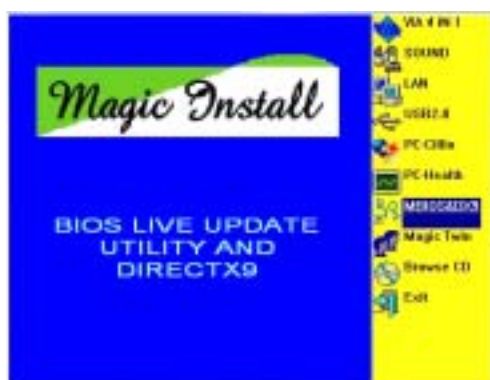 Magic Install
BIOS LIVE UPDATE
UTILITY AND
DIRECTX9
VIA 4 IN 1
SOUND
LAN
USB2.0
PC-Cillin
PC-Health
Magic Twin
Browse CD
Exit